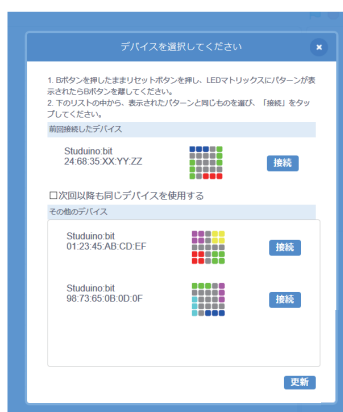 デバイスを選択してください
1. Bボタンを押したままリセットボタンを押し、LEDマトリックスにパターンが表
示されたらBボタンを離してください。
2. 下のリストの中から、表示されたパターンと同じものを選び、「接続」をタッ
プしてください。
前回接続したデバイス
Studuino:bit
24:68:35:XX:YY:ZZ
接続
次回以降も同じデバイスを使用する
その他のデバイス
Studuino:bit
01:23:45:AB:CD:EF
接続
Studuino:bit
98:73:65:0B:0D:0F
接続
更新